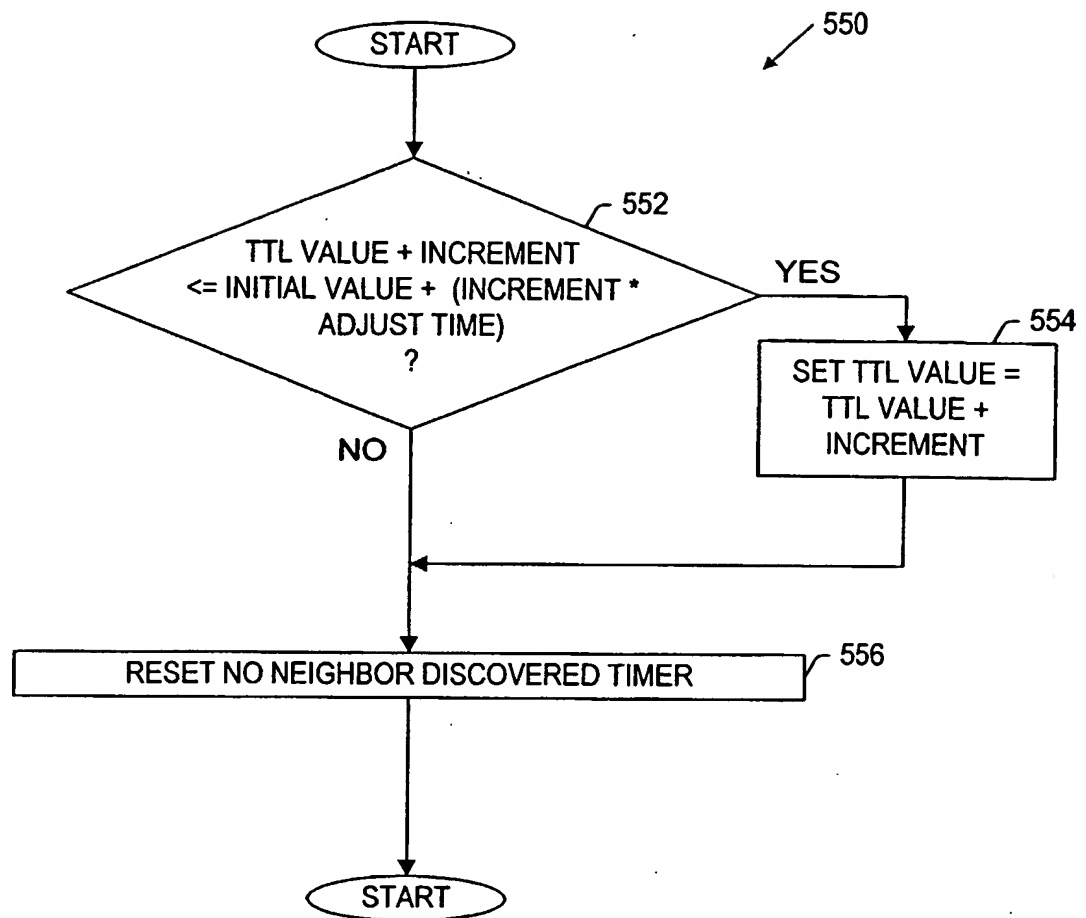 START
550
552
TTL VALUE + INCREMENT
<= INITIAL VALUE + (INCREMENT *
ADJUST TIME)
?
YES
NO
554
SET TTL VALUE =
TTL VALUE +
INCREMENT
RESET NO NEIGHBOR DISCOVERED TIMER
556
START